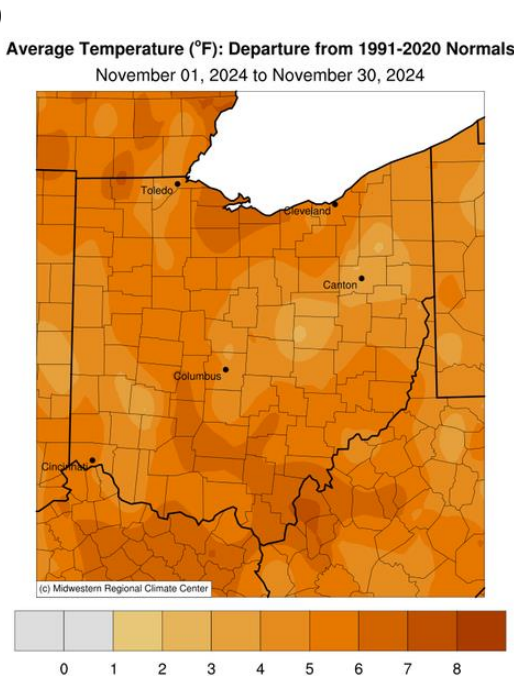 )
Average Temperature (°F): Departure from 1991-2020 Normals
November 01, 2024 to November 30, 2024
Toledo
Cleveland
Canton
Columbus
Cincinnati
(c) Midwestern Regional Climate Center
0 1 2 3 4 5 6 7 8